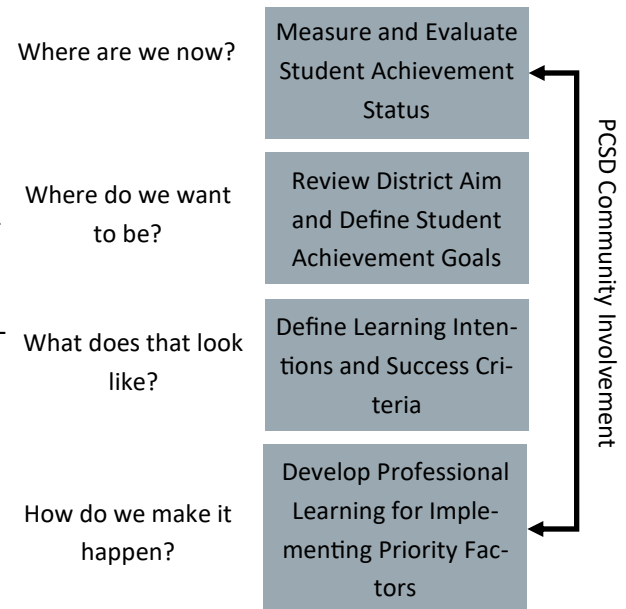 Where are we now?
Measure and Evaluate
Student Achievement
Status
Where do we want
to be?
Review District Aim
and Define Student
Achievement Goals
What does that look
like?
Define Learning Inten-
tions and Success Cri-
teria
How do we make it
happen?
Develop Professional
Learning for Imple-
menting Priority Fac-
tors
PCSD Community Involvement